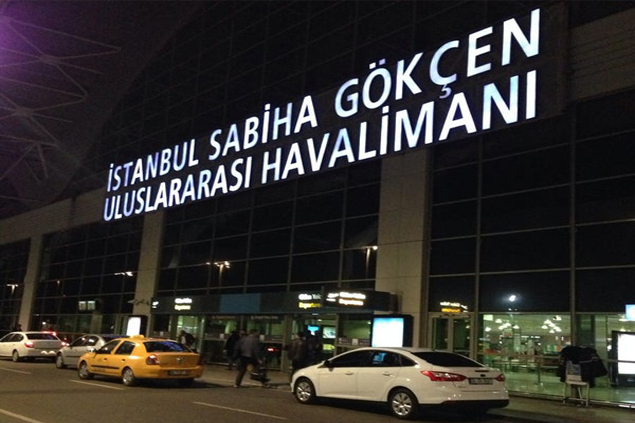 İSTANBUL SABİHA GÖKÇEN
ULUSLARARASI HAVALİMANI